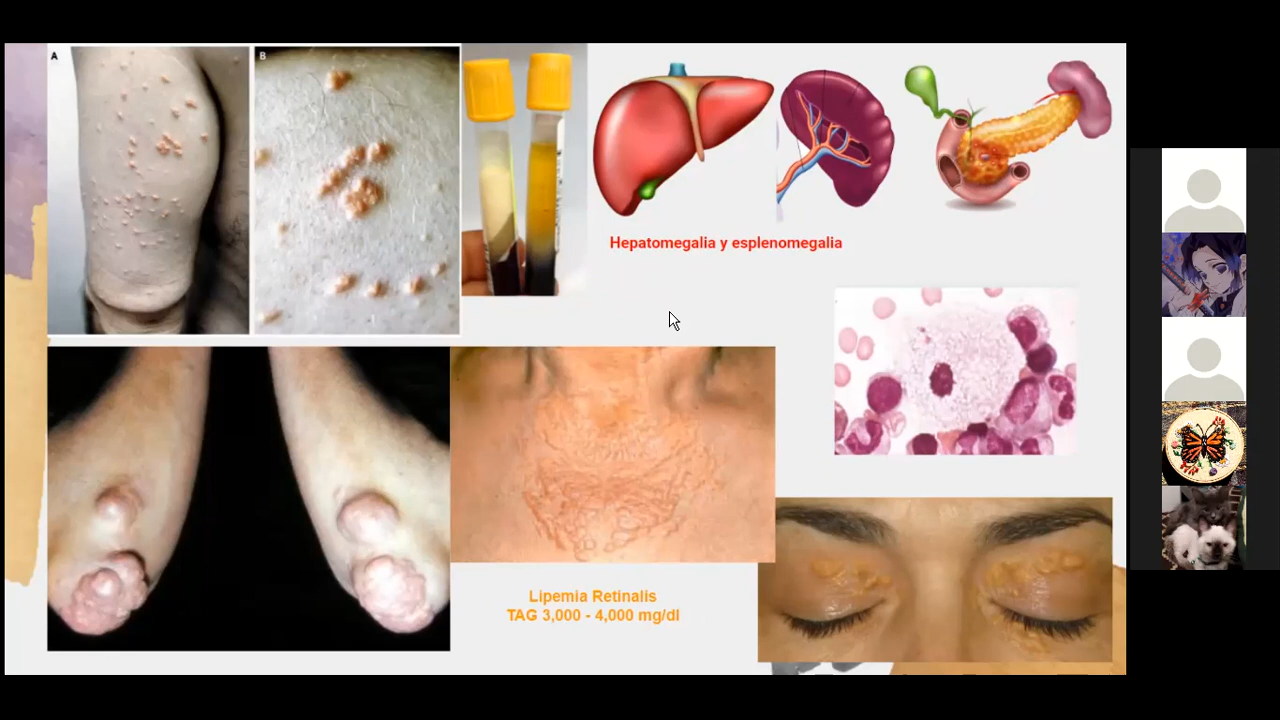 A
B
Hepatomegalia y esplenomegalia
Lipemia Retinalis
TAG 3,000 - 4,000 mg/dl